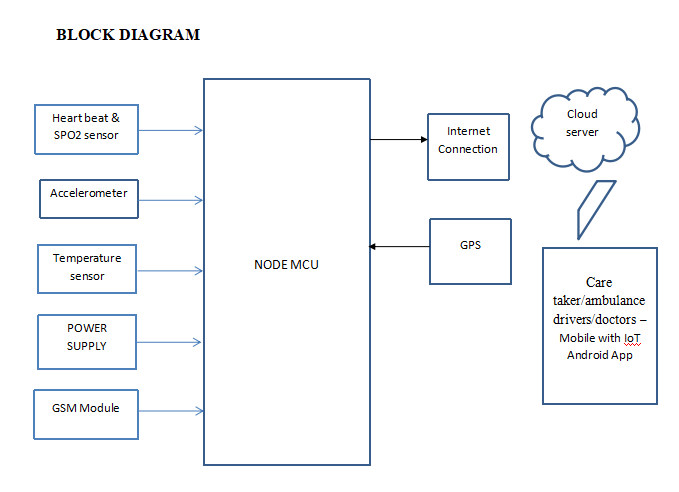 BLOCK DIAGRAM
Heart beat &
SPO2 sensor
Accelerometer
Temperature
sensor
POWER
SUPPLY
GSM Module
NODE MCU
Internet
Connection
GPS
Cloud
server
Care
taker/ambulance
drivers/doctors –
Mobile with IoT
Android App